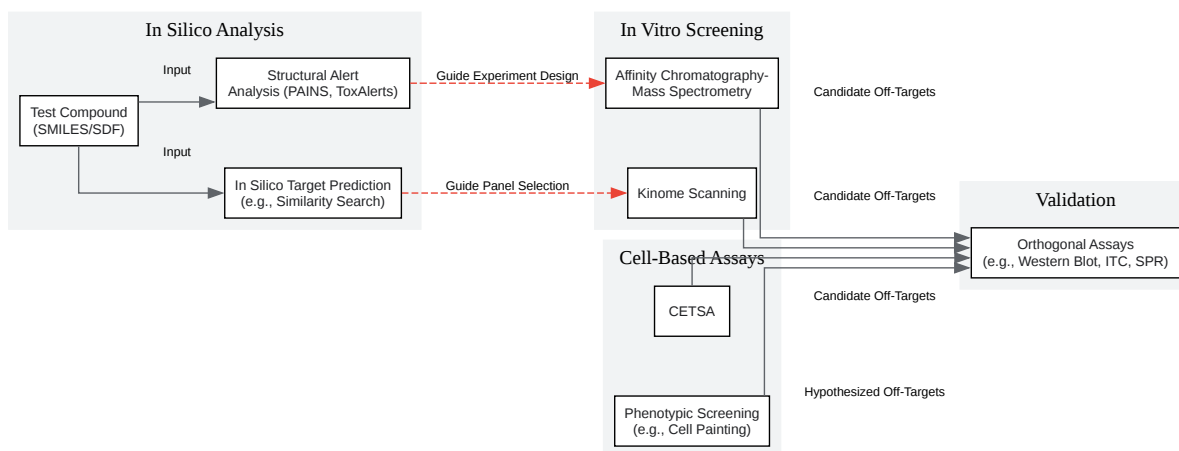 In Silico Analysis
Input
Structural Alert
Analysis (PAINS, ToxAlerts)
Test Compound
(SMILES/SDF)
Input
In Silico Target Prediction
(e.g., Similarity Search)
Guide Experiment Design
Guide Panel Selection
In Vitro Screening
Affinity Chromatography-
Mass Spectrometry
Kinome Scanning
Cell-Based Assays
CETSA
Phenotypic Screening
(e.g., Cell Painting)
Candidate Off-Targets
Candidate Off-Targets
Candidate Off-Targets
Hypothesized Off-Targets
Validation
Orthogonal Assays
(e.g., Western Blot, ITC, SPR)